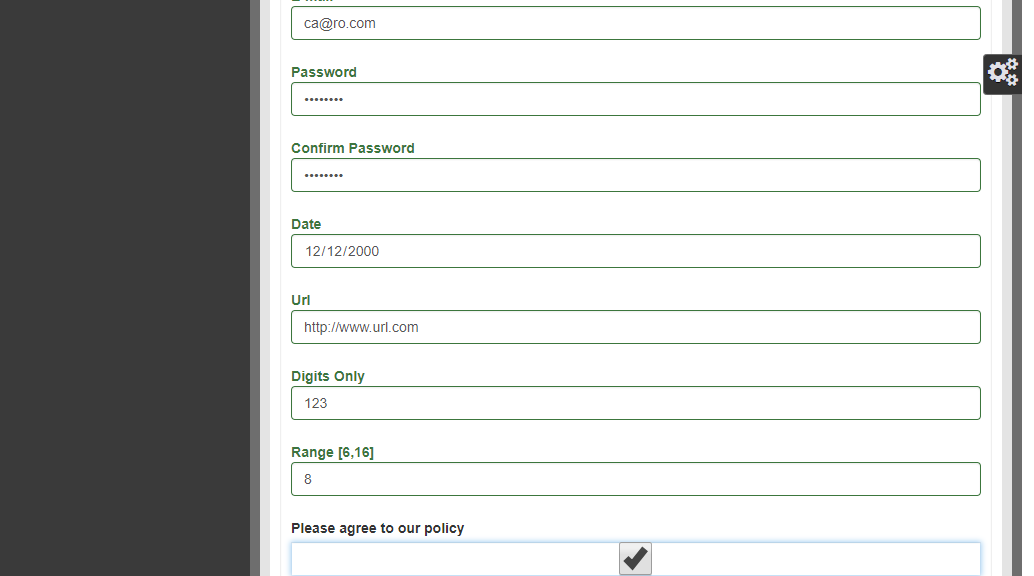 ca@ro.com
Password
••••••••
Confirm Password
••••••••
Date
12/12/2000
Url
http://www.url.com
Digits Only
123
Range [6,16]
8
Please agree to our policy